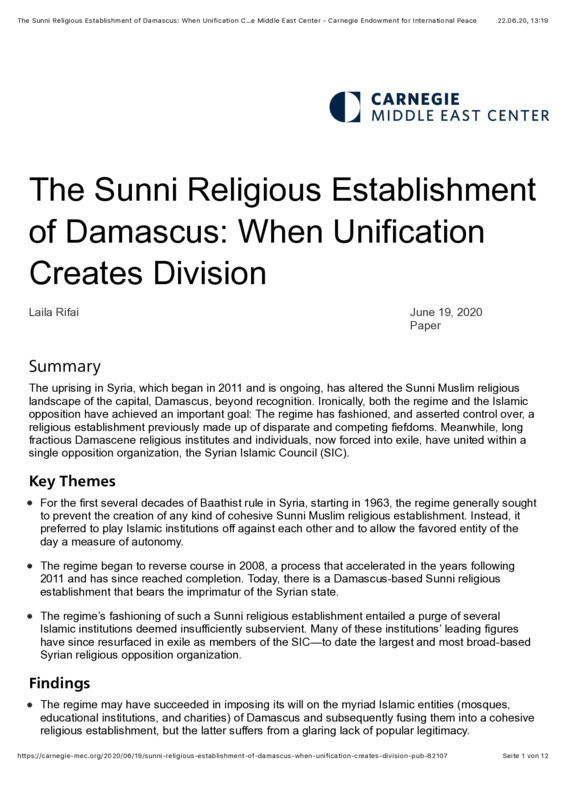 The Sunni Religious Establishment of Damascus: When Unification C...e Middle East Center - Carnegie Endowment for International Peace
22.06.20, 13:19
CARNEGIE
MIDDLE EAST CENTER
The Sunni Religious Establishment
of Damascus: When Unification
Creates Division
Laila Rifai
June 19, 2020
Paper
Summary
The uprising in Syria, which began in 2011 and is ongoing, has altered the Sunni Muslim religious
landscape of the capital, Damascus, beyond recognition. Ironically, both the regime and the Islamic
opposition have achieved an important goal: The regime has fashioned, and asserted control over, a
religious establishment previously made up of disparate and competing fiefdoms. Meanwhile, long
fractious Damascene religious institutes and individuals, now forced into exile, have united within a
single opposition organization, the Syrian Islamic Council (SIC).
Key Themes
• For the first several decades of Baathist rule in Syria, starting in 1963, the regime generally sought
to prevent the creation of any kind of cohesive Sunni Muslim religious establishment. Instead, it
preferred to play Islamic institutions off against each other and to allow the favored entity of the
day a measure of autonomy.
• The regime began to reverse course in 2008, a process that accelerated in the years following
2011 and has since reached completion. Today, there is a Damascus-based Sunni religious
establishment that bears the imprimatur of the Syrian state.
• The regime's fashioning of such a Sunni religious establishment entailed a purge of several
Islamic institutions deemed insufficiently subservient. Many of these institutions' leading figures
have since resurfaced in exile as members of the SIC—to date the largest and most broad-based
Syrian religious opposition organization.
Findings
• The regime may have succeeded in imposing its will on the myriad Islamic entities (mosques,
educational institutions, and charities) of Damascus and subsequently fusing them into a cohesive
religious establishment, but the latter suffers from a glaring lack of popular legitimacy.
https://carnegie-mec.org/2020/06/19/sunni-religious-establishment-of-damascus-when-unification-creates-division-pub-82107
Seite 1 von 12